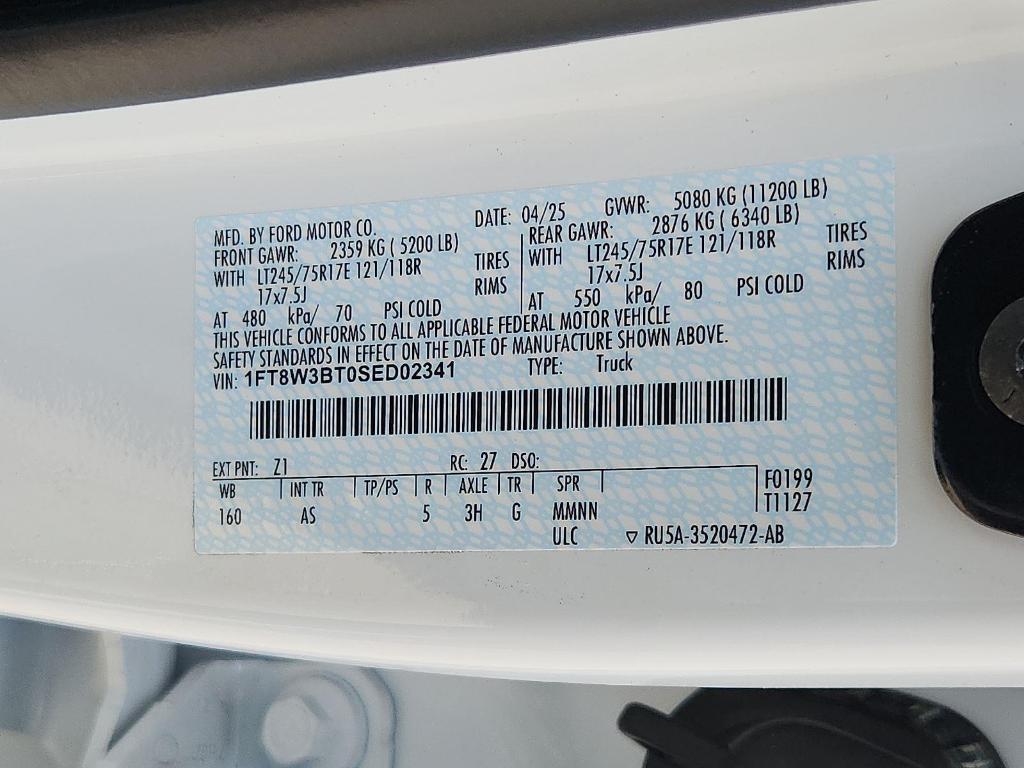 MFD. BY FORD MOTOR CO. DATE: 04/25 GVWR: 5080 KG (11200 LB)
FRONT GAWR: 2359 KG ( 5200 LB) REAR GAWR: 2876 KG ( 6340 LB)
WITH LT245/75R17E 121/118R TIRES WITH LT245/75R17E 121/118R TIRES
17x7.5J RIMS 17x7.5J RIMS
AT 480 kPa/ 70 PSI COLD AT 550 kPa/ 80 PSI COLD
THIS VEHICLE CONFORMS TO ALL APPLICABLE FEDERAL MOTOR VEHICLE
SAFETY STANDARDS IN EFFECT ON THE DATE OF MANUFACTURE SHOWN ABOVE.
VIN: 1FT8W3BT0SED02341 TYPE: Truck
EXT PNT: Z1 RC: 27 DSO:
WB INT TR TP/PS R AXLE TR SPR F0199
160 AS 5 3H G MMNN T1127
ULC ▽ RU5A-3520472-AB